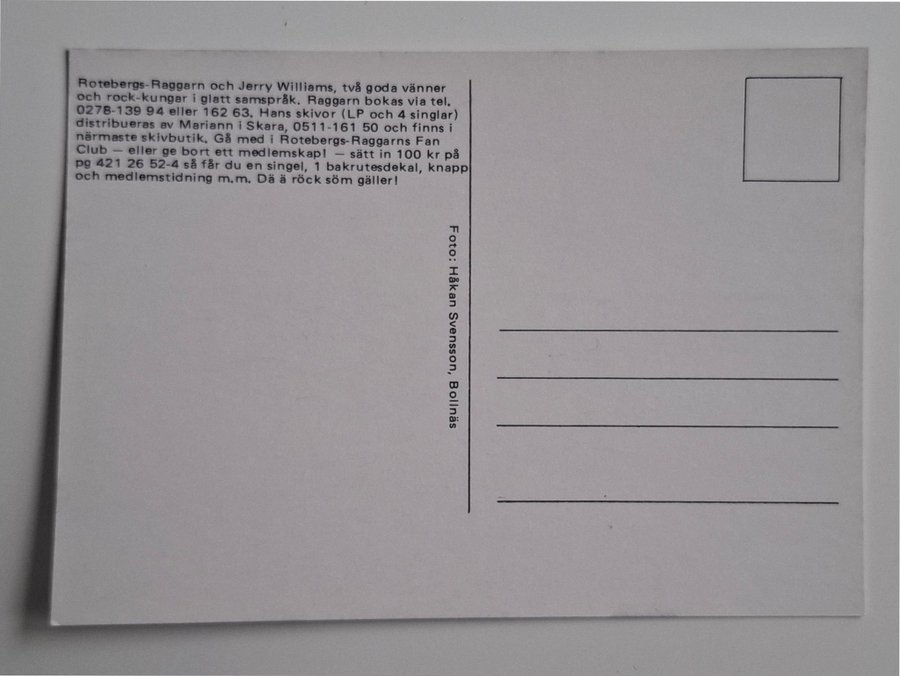 Rotebergs-Raggarn och Jerry Williams, två goda vänner
och rock-kungar i glatt samspråk. Raggarn bokas via tel.
0278-139 94 eller 162 63. Hans skivor (LP och 4 singlar)
distribueras av Mariann i Skara, 0511-161 50 och finns i
närmaste skivbutik. Gå med i Rotebergs-Raggarns Fan
Club — eller ge bort ett medlemskap! — sätt in 100 kr på
pg 421 26 52-4 så får du en singel, 1 bakrutesdekal, knapp
och medlemstidning m.m. Dä ä röck söm gäller!
Foto: Håkan Svensson, Bollnäs